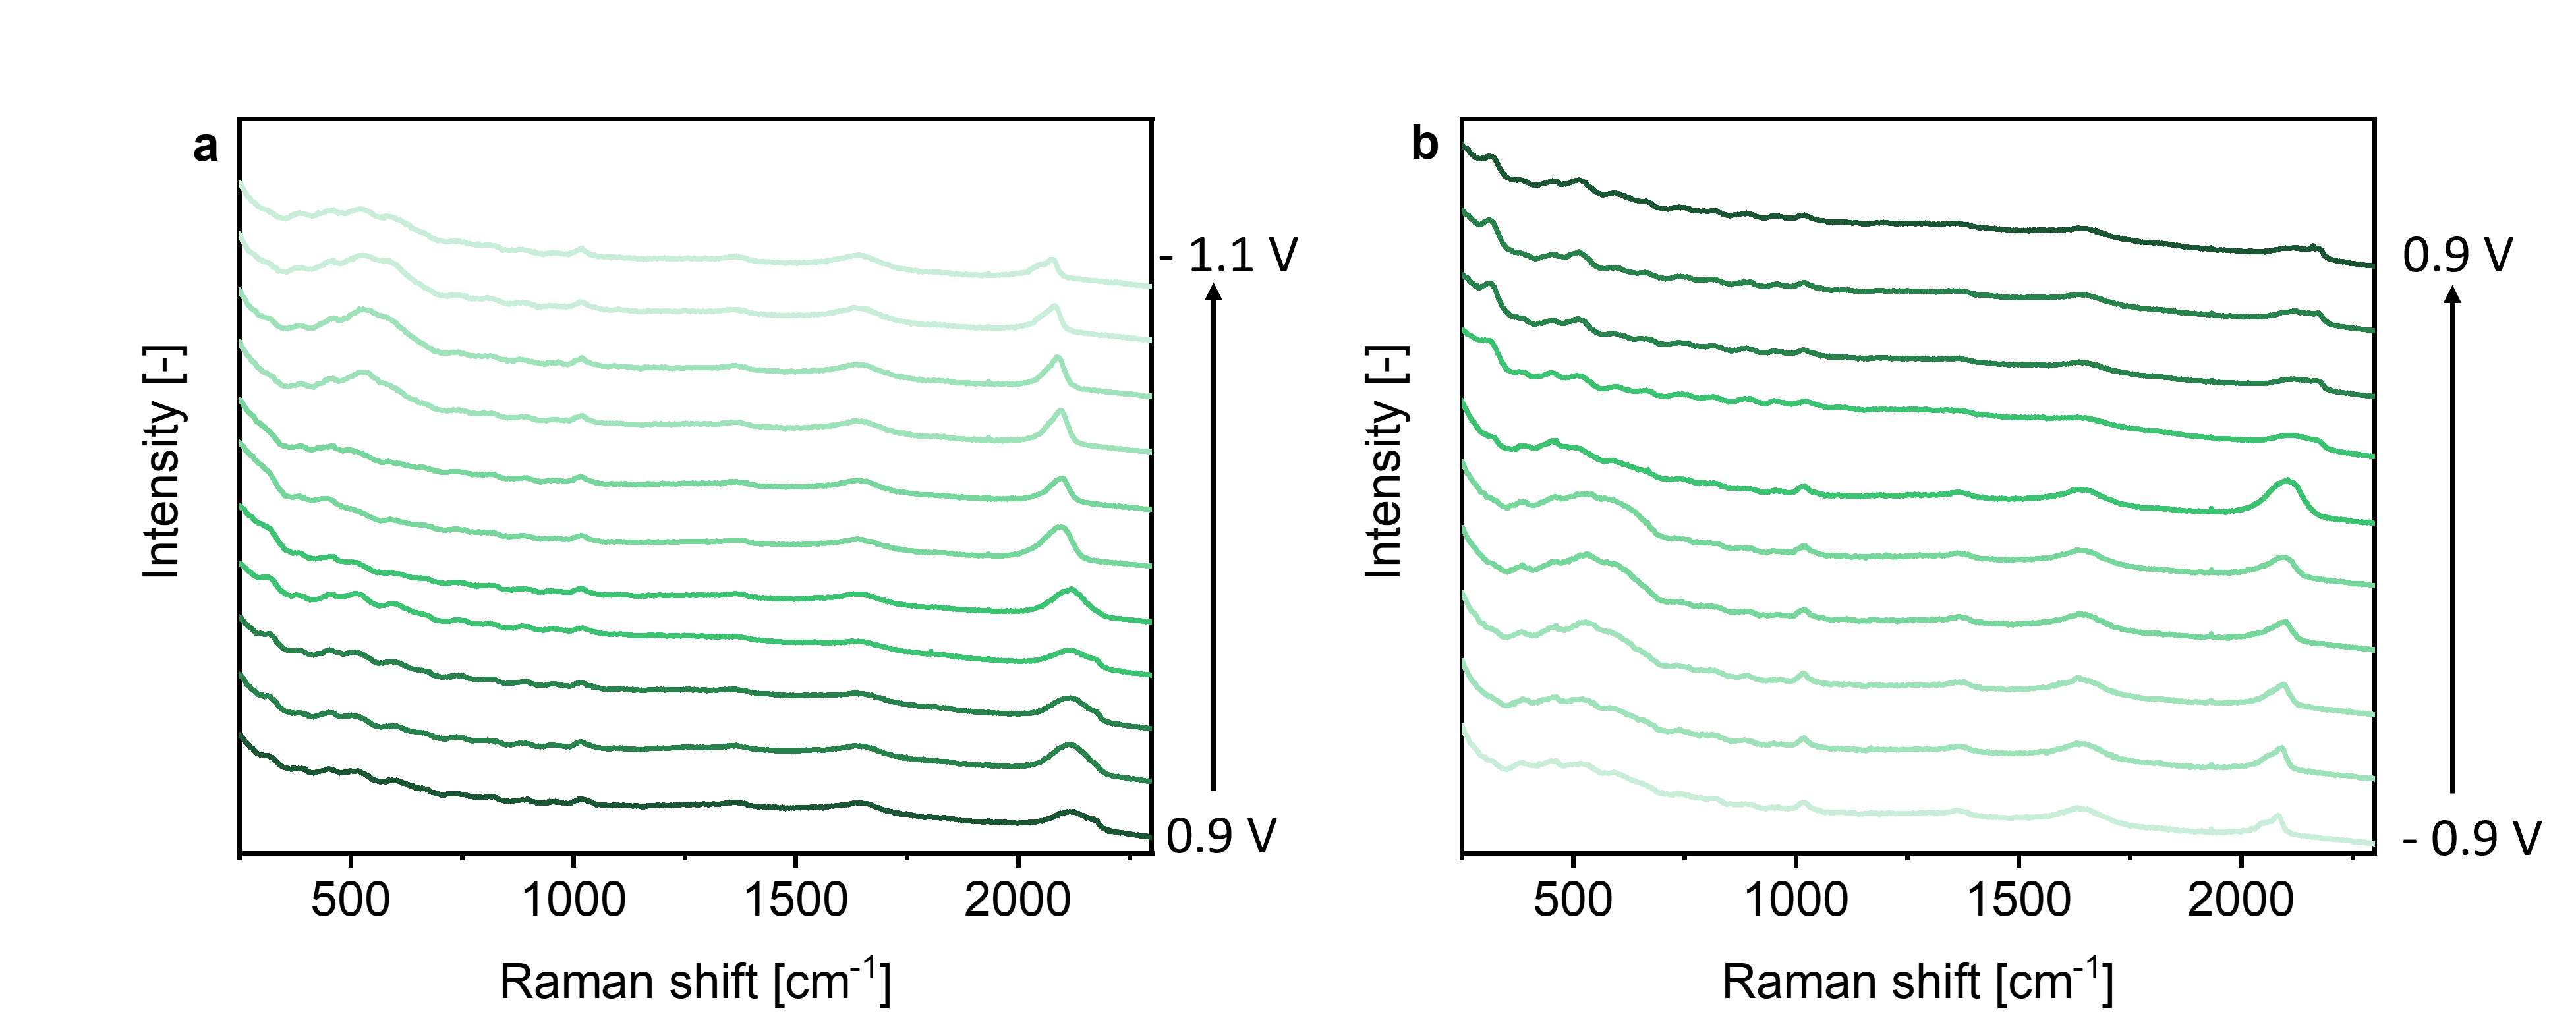 a
Intensity [-]
- 1.1 V
0.9 V
500 1000 1500 2000
Raman shift [cm⁻¹]
b
Intensity [-]
0.9 V
- 0.9 V
500 1000 1500 2000
Raman shift [cm⁻¹]